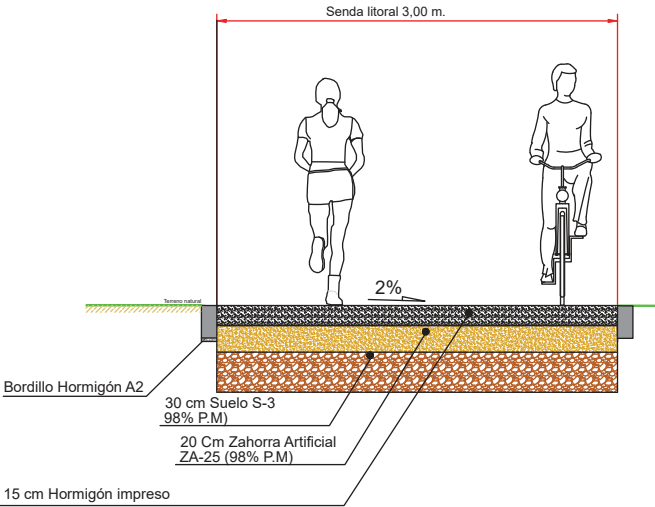 Senda litoral 3,00 m.
2%
Terreno natural
Bordillo Hormigón A2
30 cm Suelo S-3
98% P.M)
20 Cm Zahorra Artificial
ZA-25 (98% P.M)
15 cm Hormigón impreso